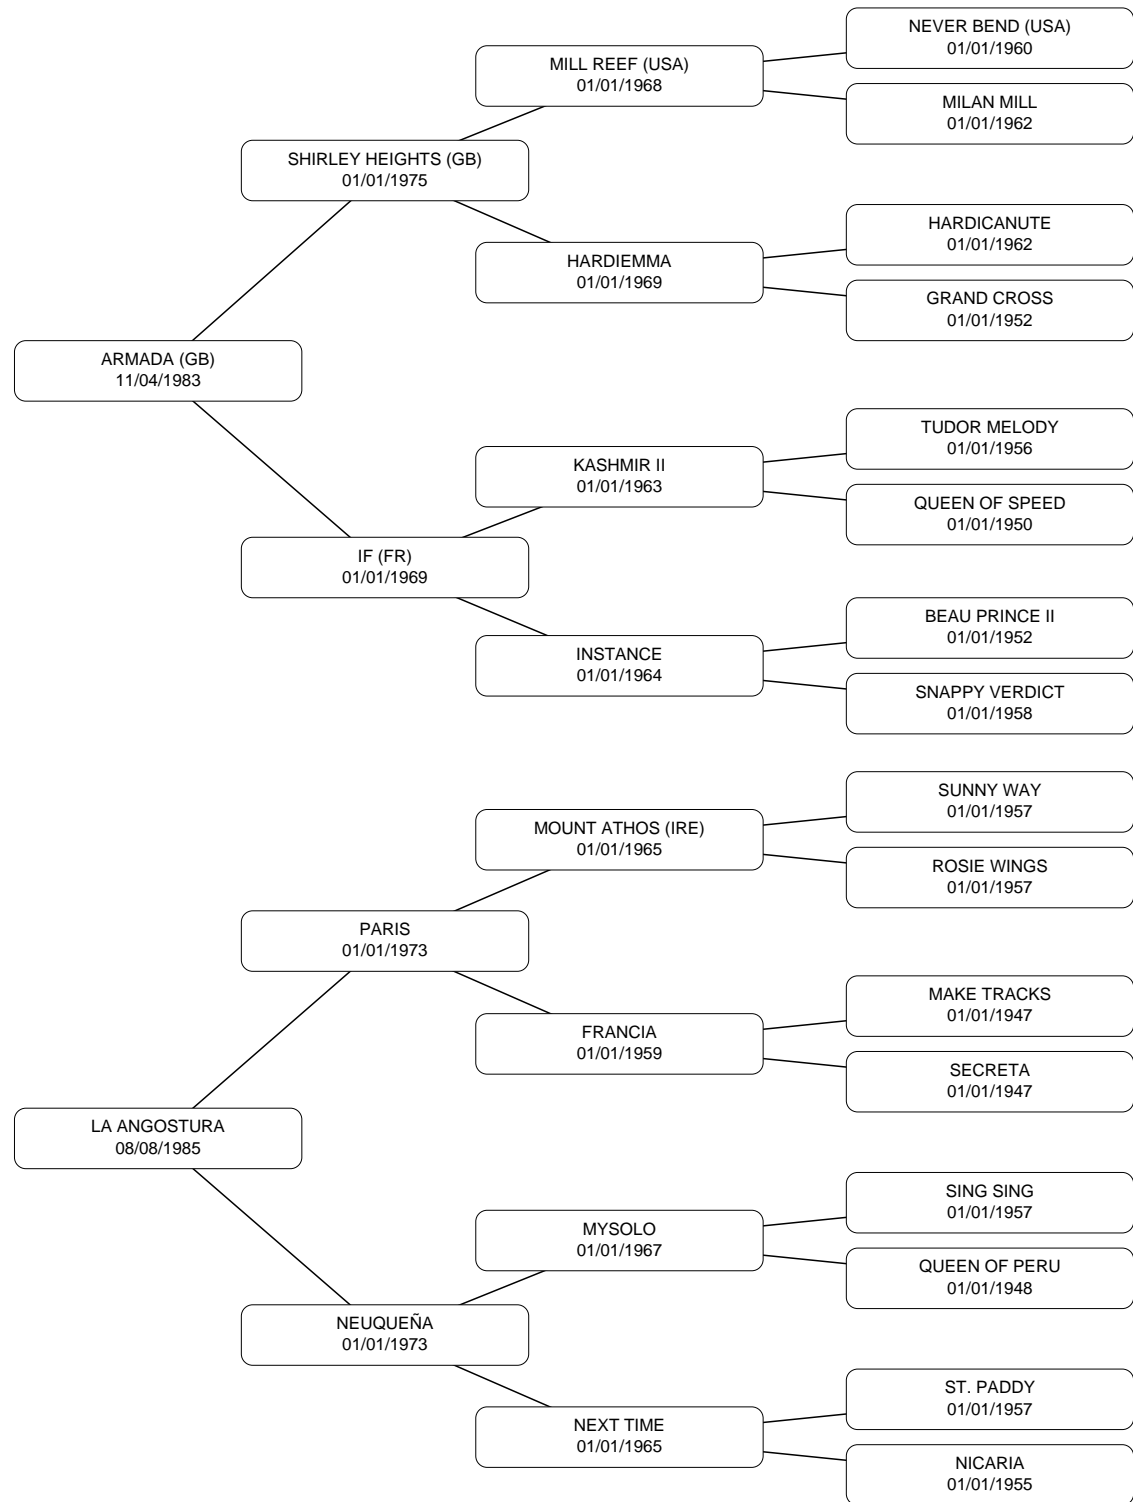 NEVER BEND (USA)
01/01/1960
MILL REEF (USA)
01/01/1968
MILAN MILL
01/01/1962
SHIRLEY HEIGHTS (GB)
01/01/1975
HARDICANUTE
01/01/1962
HARDIEMMA
01/01/1969
GRAND CROSS
01/01/1952
ARMADA (GB)
11/04/1983
TUDOR MELODY
01/01/1956
KASHMIR II
01/01/1963
QUEEN OF SPEED
01/01/1950
IF (FR)
01/01/1969
BEAU PRINCE II
01/01/1952
INSTANCE
01/01/1964
SNAPPY VERDICT
01/01/1958
SUNNY WAY
01/01/1957
MOUNT ATHOS (IRE)
01/01/1965
ROSIE WINGS
01/01/1957
PARIS
01/01/1973
MAKE TRACKS
01/01/1947
FRANCIA
01/01/1959
SECRETA
01/01/1947
LA ANGOSTURA
08/08/1985
SING SING
01/01/1957
MYSOLO
01/01/1967
QUEEN OF PERU
01/01/1948
NEUQUEÑA
01/01/1973
ST. PADDY
01/01/1957
NEXT TIME
01/01/1965
NICARIA
01/01/1955